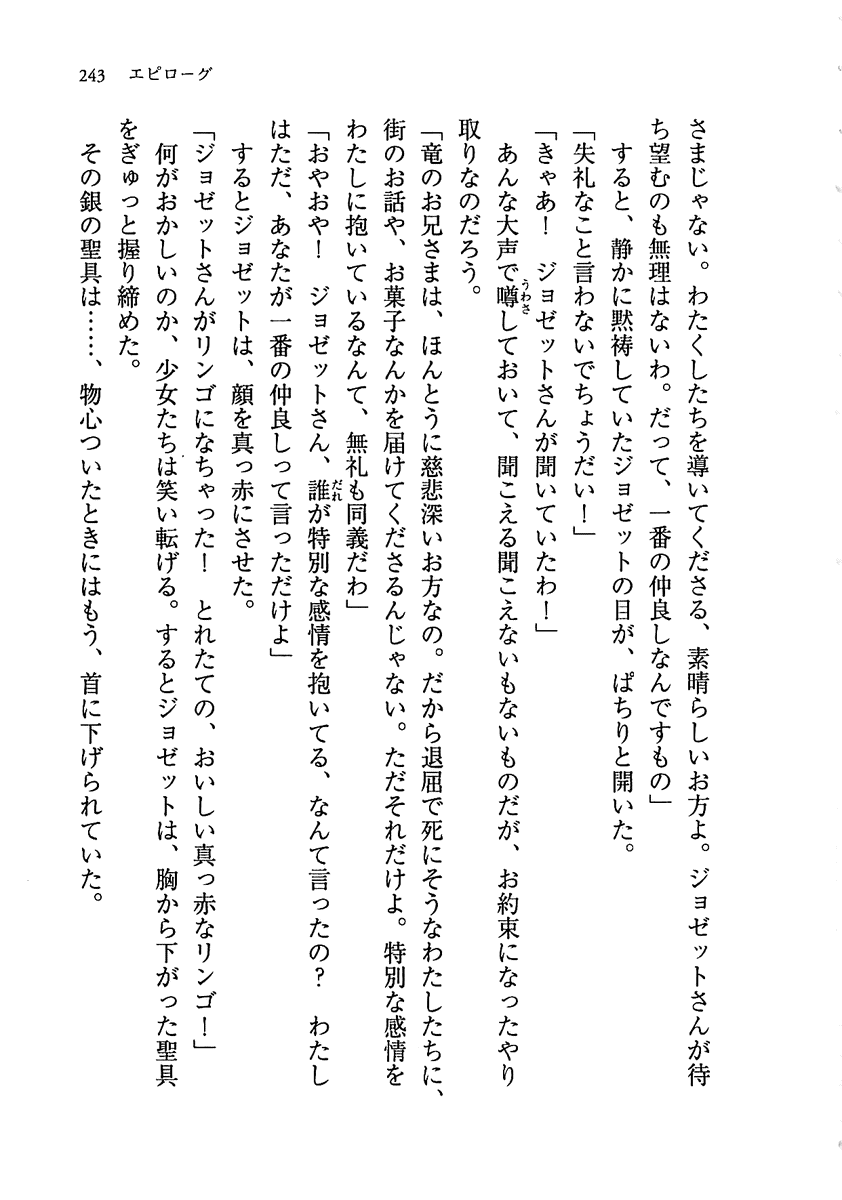 243　エピローグ
さまじゃない。わたくしたちを導いてくださる、素晴らしいお方よ。ジョゼットさんが待
ち望むのも無理はないわ。だって、一番の仲良しなんですもの」
　すると、静かに黙祷していたジョゼットの目が、ぱちりと開いた。
「失礼なこと言わないでちょうだい！」
「きゃあ！　ジョゼットさんが聞いていたわ！」
　あんな大声で噂うわさしておいて、聞こえる聞こえないもないものだが、お約束になったやり
取りなのだろう。
「竜のお兄さまは、ほんとうに慈悲深いお方なの。だから退屈で死にそうなわたしたちに、
街のお話や、お菓子なんかを届けてくださるんじゃない。ただそれだけよ。特別な感情を
わたしに抱いているなんて、無礼も同義だわ」
「おやおや！　ジョゼットさん、誰だれが特別な感情を抱いてる、なんて言ったの？　わたし
はただ、あなたが一番の仲良しって言っただけよ」
　するとジョゼットは、顔を真っ赤にさせた。
「ジョゼットさんがリンゴになちゃった！　とれたての、おいしい真っ赤なリンゴ！」
　何がおかしいのか、少女たちは笑い転げる。するとジョゼットは、胸から下がった聖具
をぎゅっと握り締めた。
　その銀の聖具は……、物心ついたときにはもう、首に下げられていた。